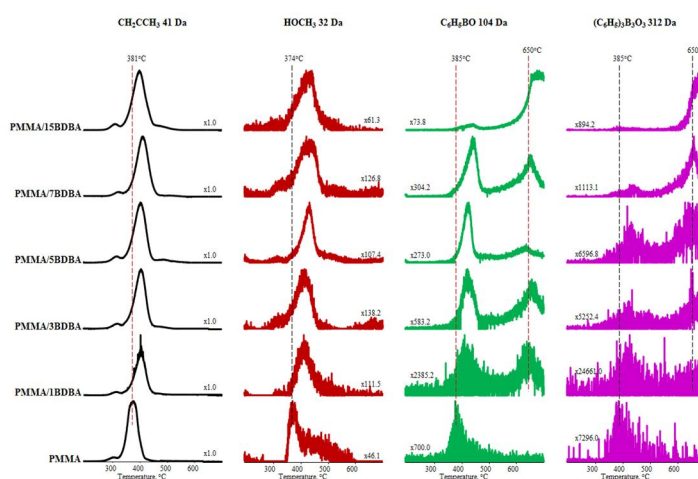 CH₂CCH₃ 41 Da HOCH₃ 32 Da C₆H₅BO 104 Da (C₆H₅)₃B₃O₃ 312 Da
381°C 374°C 385°C 650°C 385°C 650
PMMA/15BDBA x1.0 x61.3 x73.8 x894.2
PMMA/7BDBA x1.0 x126.8 x304.2 x1113.1
PMMA/5BDBA x1.0 x107.4 x273.0 x6596.8
PMMA/3BDBA x1.0 x138.2 x583.2 x5252.4
PMMA/1BDBA x1.0 x111.5 x2385.2 x24661.0
PMMA x1.0 x46.1 x700.0 x7296.0
300 400 500 600 300 400 500 600 300 400 500 600 300 400 500 600
Temperature, °C Temperature, °C Temperature, °C Temperature, °C